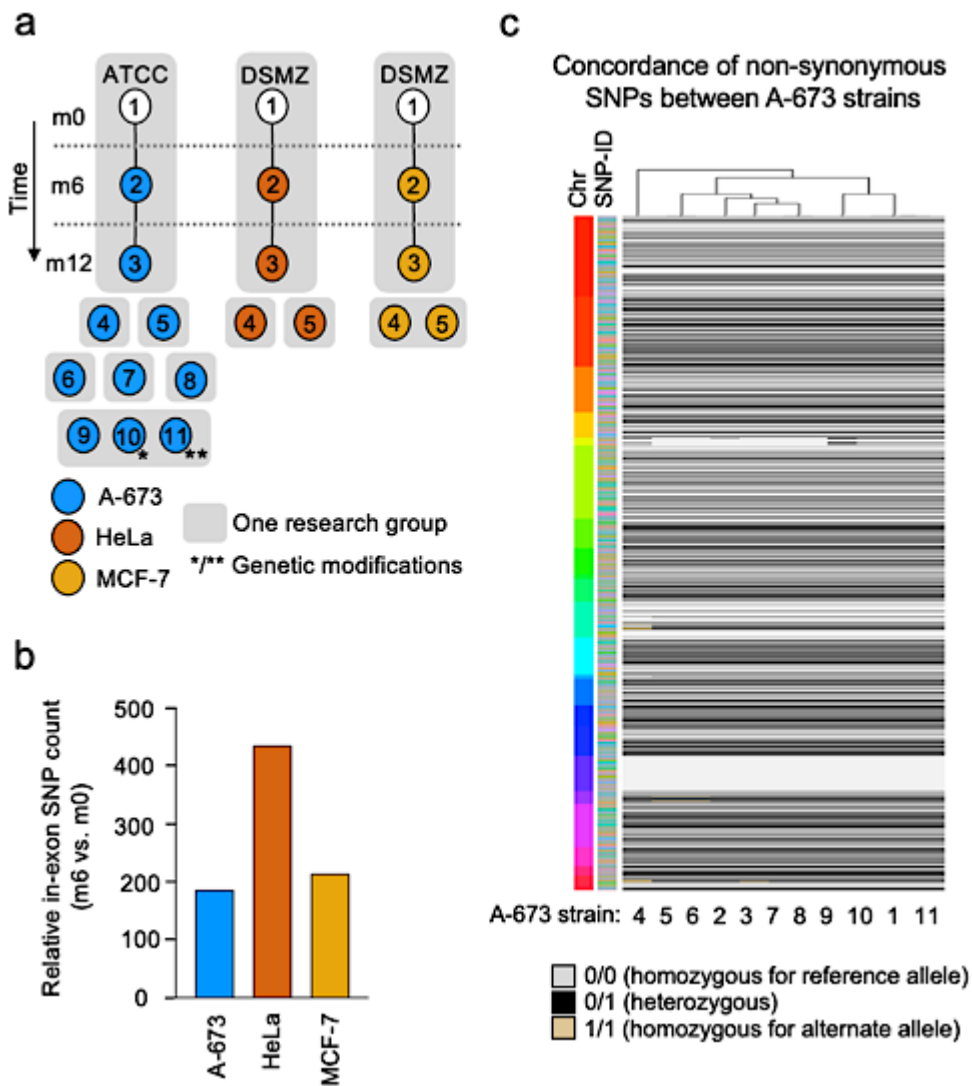 a
ATCC DSMZ DSMZ
m0 1 1 1
Time
m6 2 2 2
m12 3 3 3
4 5 4 5 4 5
6 7 8
9 10 11
* **
A-673
HeLa
MCF-7
One research group
*/** Genetic modifications
b
Relative in-exon SNP count
(m6 vs. m0)
500
400
300
200
100
0
A-673
HeLa
MCF-7
c
Concordance of non-synonymous
SNPs between A-673 strains
Chr
SNP-ID
A-673 strain: 4 5 6 2 3 7 8 9 10 1 11
0/0 (homozygous for reference allele)
0/1 (heterozygous)
1/1 (homozygous for alternate allele)